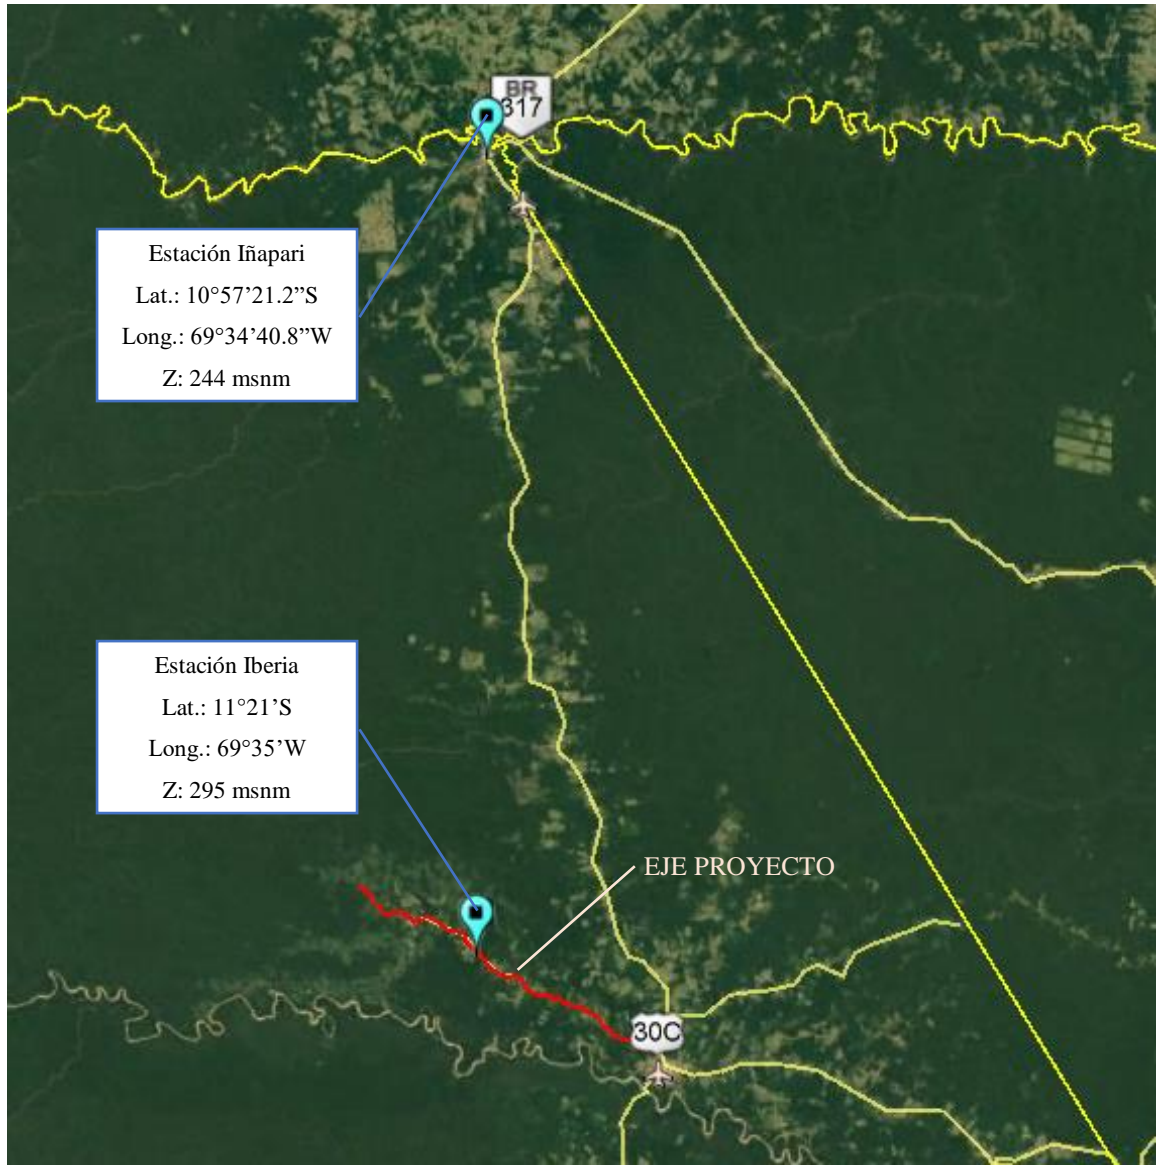 BR
317
Estación Iñapari
Lat.: 10°57’21.2”S
Long.: 69°34’40.8”W
Z: 244 msnm
Estación Iberia
Lat.: 11°21’S
Long.: 69°35’W
Z: 295 msnm
EJE PROYECTO
30C